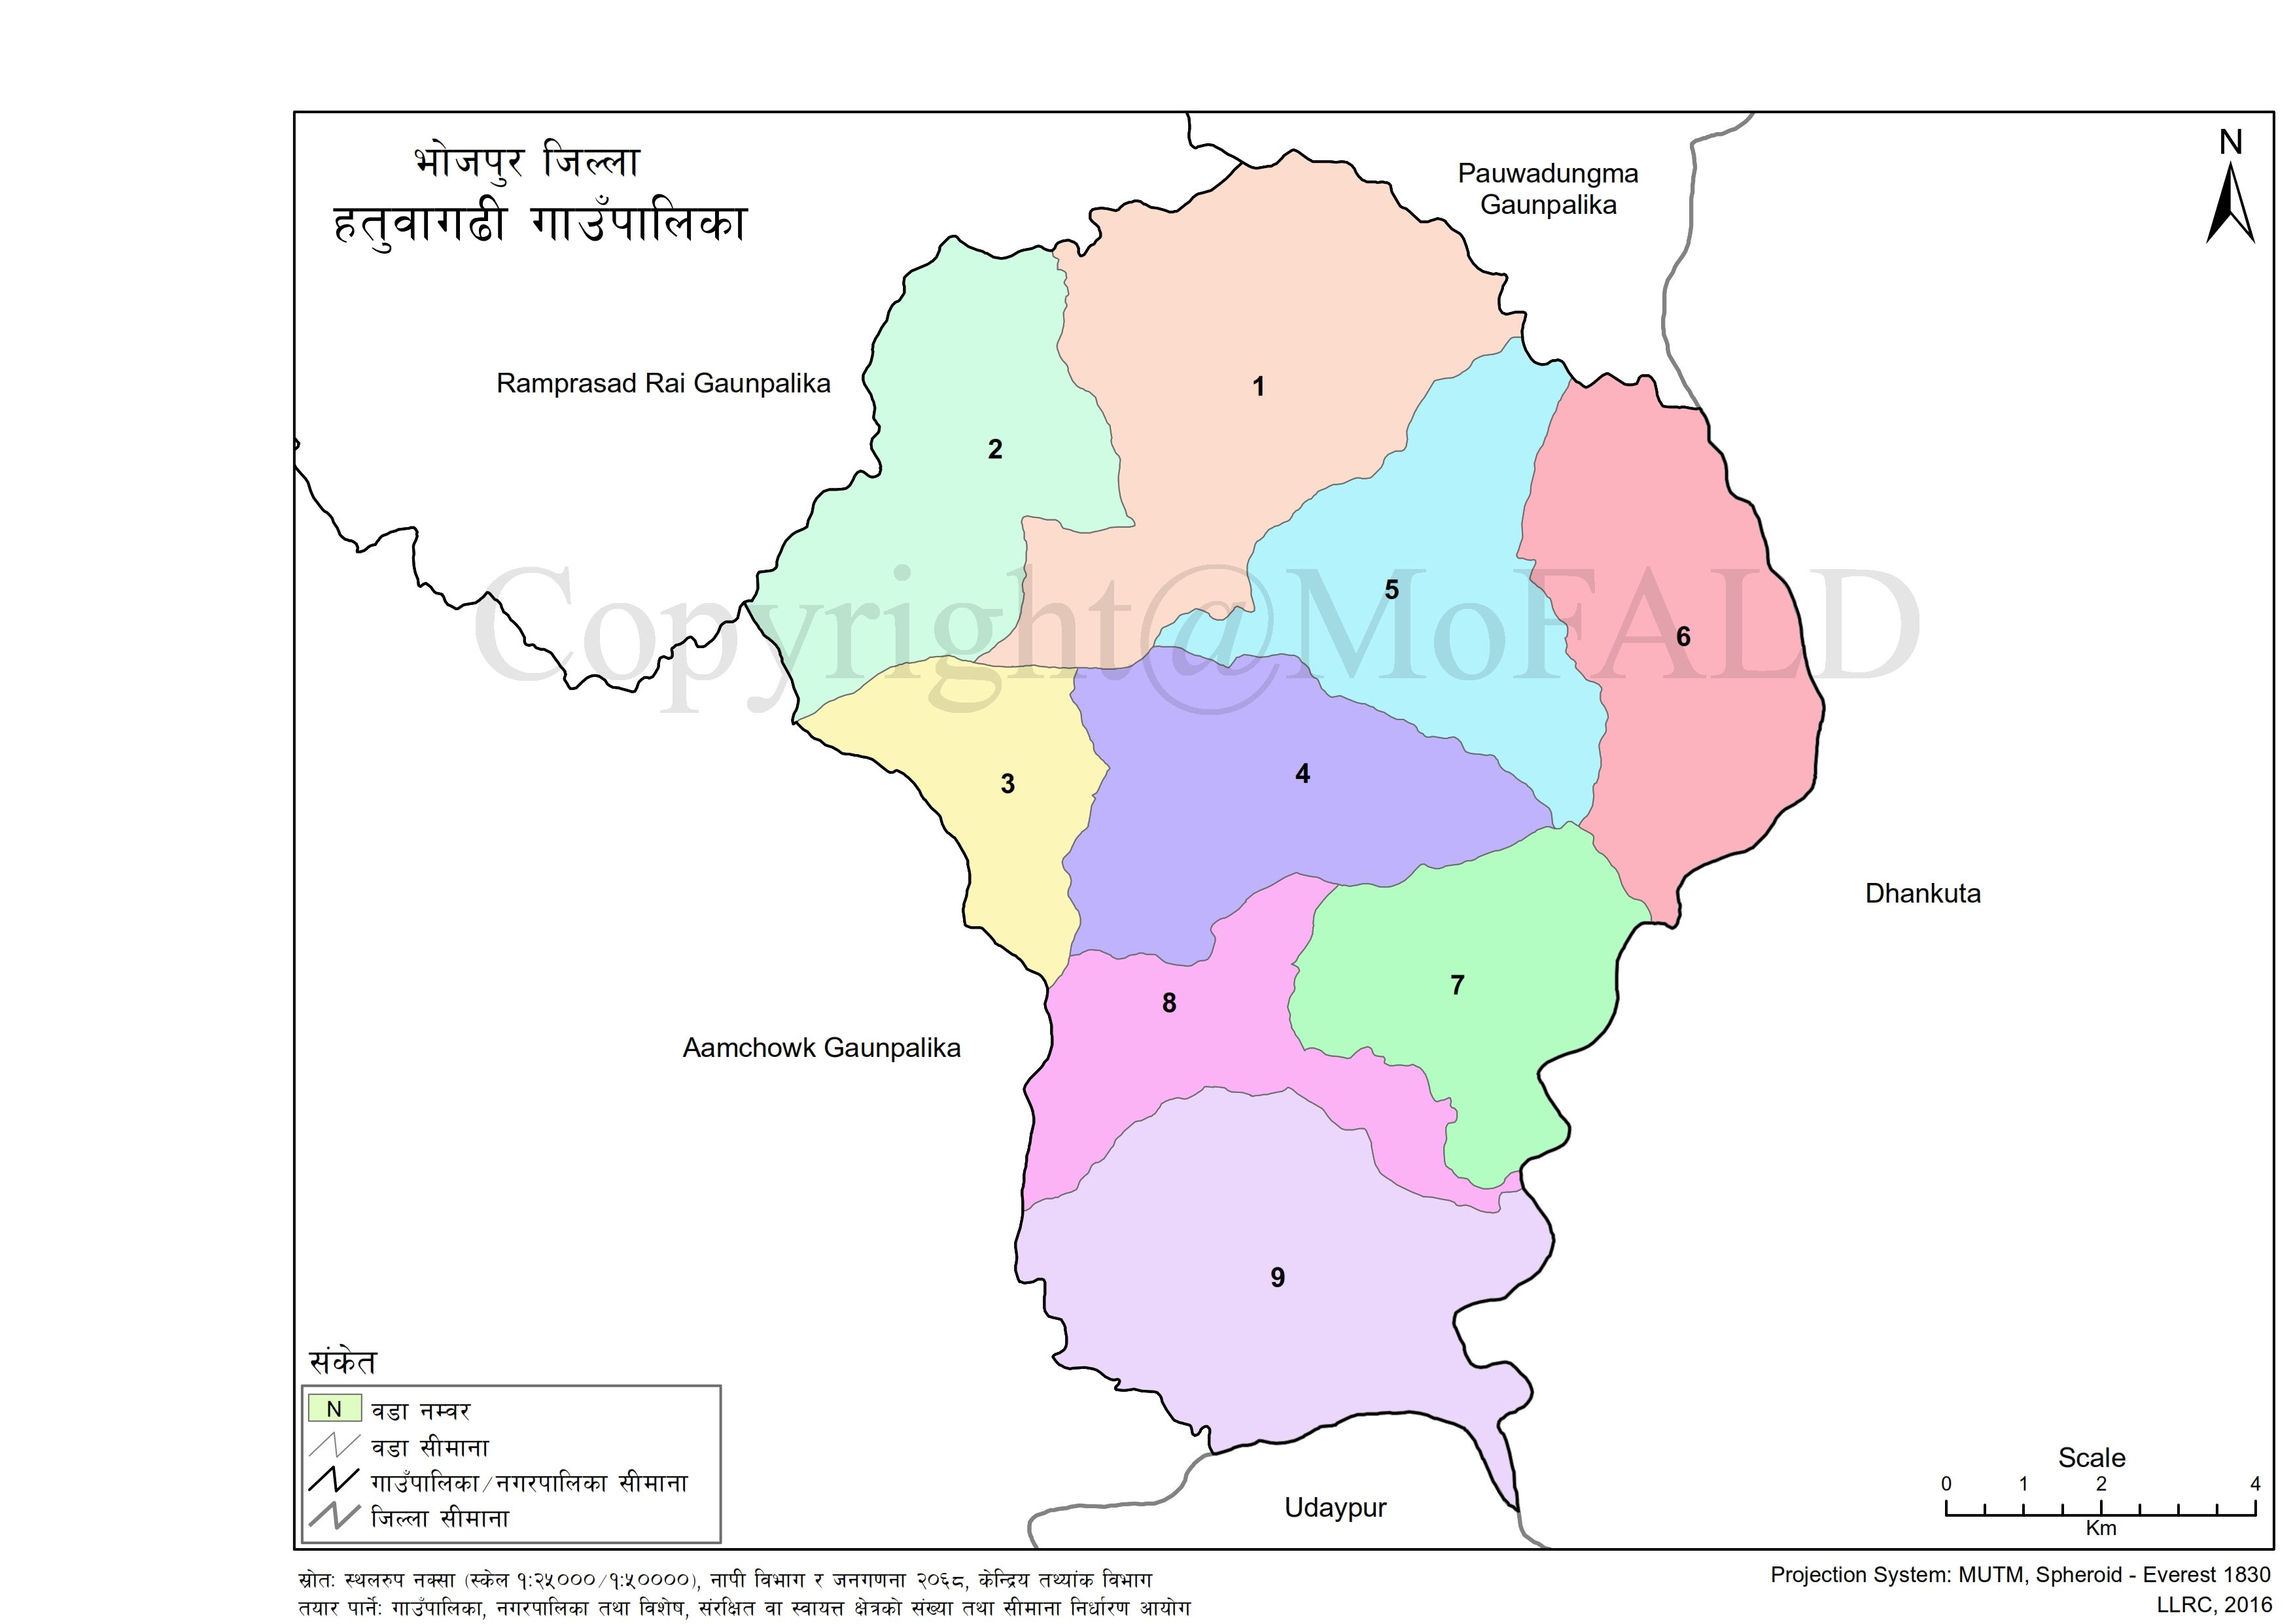 भोजपुर जिल्ला
हतुवागढी गाउँपालिका
N
Pauwadungma
Gaunpalika
Ramprasad Rai Gaunpalika
1
2
5
6
Copyright@MoFALD
4
3
Dhankuta
7
8
Aamchowk Gaunpalika
9
संकेत
N वडा नम्वर
वडा सीमाना
गाउँपालिका/नगरपालिका सीमाना
जिल्ला सीमाना
Udaypur
Scale
0 1 2 4
Km
स्रोतः स्थलरुप नक्सा (स्केल १:२५०००/१:५००००), नापी विभाग र जनगणना २०६८, केन्द्रिय तथ्यांक विभाग
तयार पार्नेः गाउँपालिका, नगरपालिका तथा विशेष, संरक्षित वा स्वायत्त क्षेत्रको संख्या तथा सीमाना निर्धारण आयोग
Projection System: MUTM, Spheroid - Everest 1830
LLRC, 2016